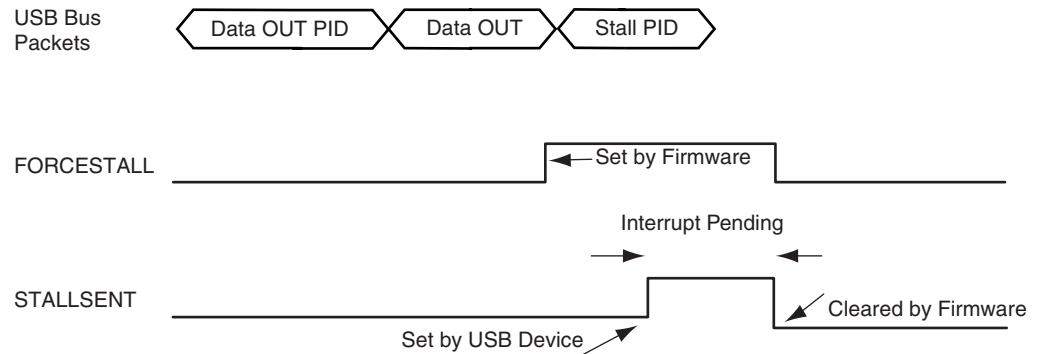 USB Bus
Packets
Data OUT PID
Data OUT
Stall PID
FORCESTALL
Set by Firmware
Interrupt Pending
STALLSENT
Cleared by Firmware
Set by USB Device